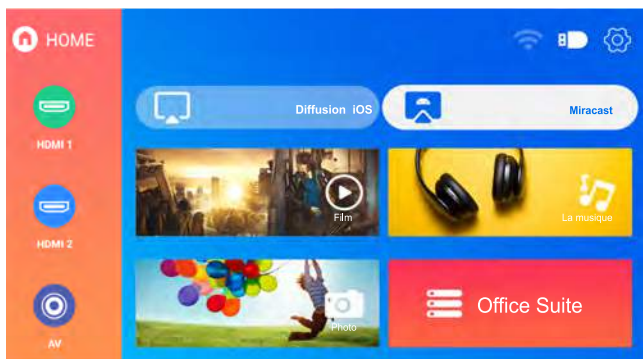 HOME
HDMI 1
HDMI 2
AV
Diffusion iOS
Miracast
Film
La musique
Photo
Office Suite